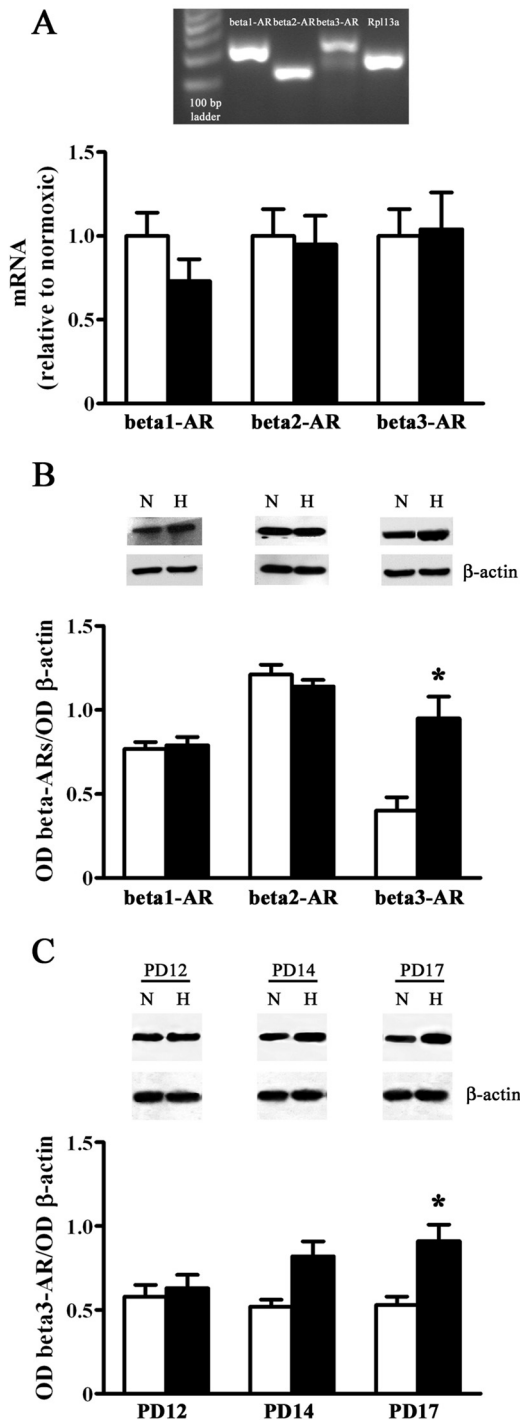 A
beta1-AR beta2-AR beta3-AR Rpl13a
100 bp
ladder
mRNA
(relative to normoxic)
1.5
1.0
0.5
0
beta1-AR beta2-AR beta3-AR
B
N H N H N H
β-actin
OD beta-ARs/OD β-actin
1.5
1.0
0.5
0
*
beta1-AR beta2-AR beta3-AR
C
PD12 PD14 PD17
N H N H N H
β-actin
OD beta3-AR/OD β-actin
1.5
1.0
0.5
0
*
PD12 PD14 PD17